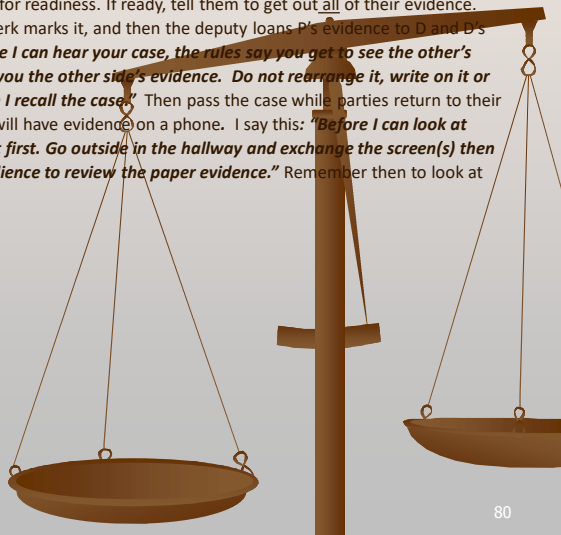 for readiness. If ready, tell them to get out all of their evidence.
erk marks it, and then the deputy loans P's evidence to D and D's
e I can hear your case, the rules say you get to see the other's
you the other side's evidence. Do not rearrange it, write on it or
I recall the case." Then pass the case while parties return to their
will have evidence on a phone. I say this: "Before I can look at
first. Go outside in the hallway and exchange the screen(s) then
ience to review the paper evidence." Remember then to look at
80